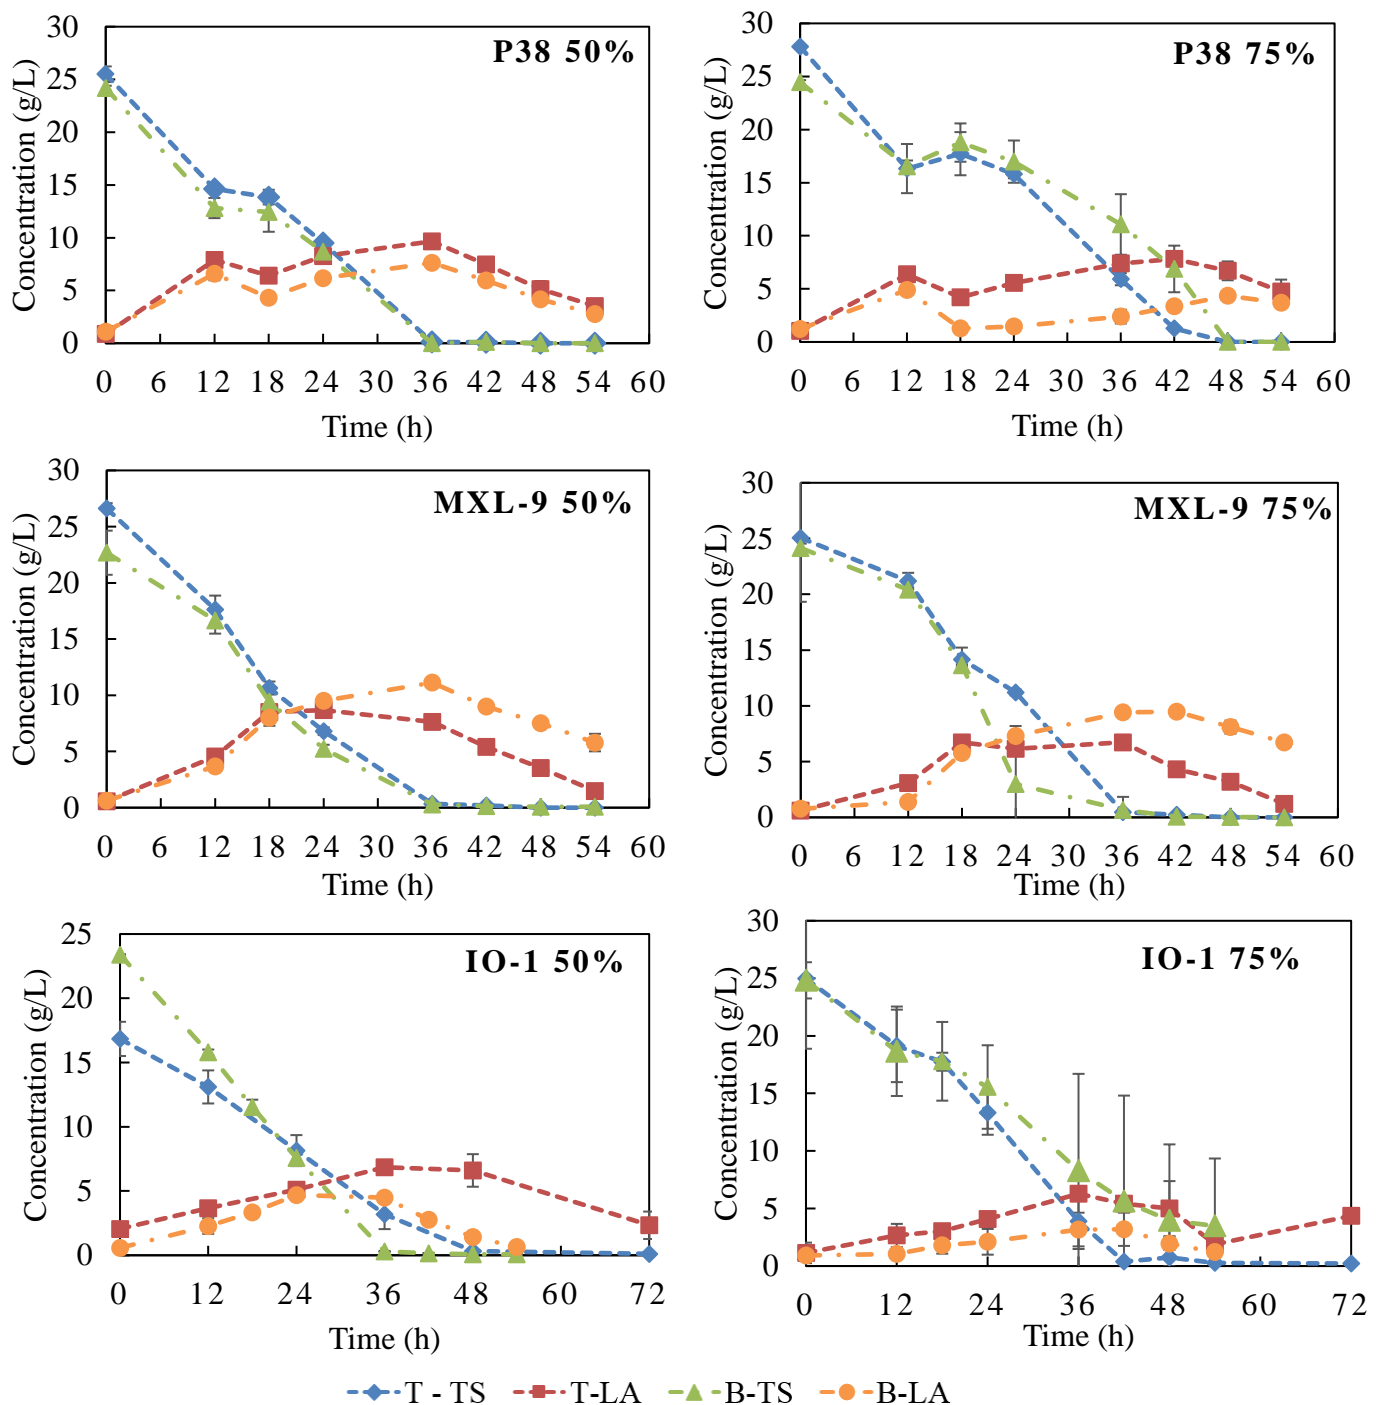 P38 50%
Concentration (g/L)
30
25
20
15
10
5
0
0 6 12 18 24 30 36 42 48 54 60
Time (h)
P38 75%
Concentration (g/L)
30
25
20
15
10
5
0
0 6 12 18 24 30 36 42 48 54 60
Time (h)
MXL-9 50%
Concentration (g/L)
30
25
20
15
10
5
0
0 6 12 18 24 30 36 42 48 54 60
Time (h)
MXL-9 75%
Concentration (g/L)
30
25
20
15
10
5
0
0 6 12 18 24 30 36 42 48 54 60
Time (h)
IO-1 50%
Concentration (g/L)
25
20
15
10
5
0
0 12 24 36 48 60 72
Time (h)
IO-1 75%
Concentration (g/L)
30
25
20
15
10
5
0
0 12 24 36 48 60 72
Time (h)
T - TS T-LA B-TS B-LA